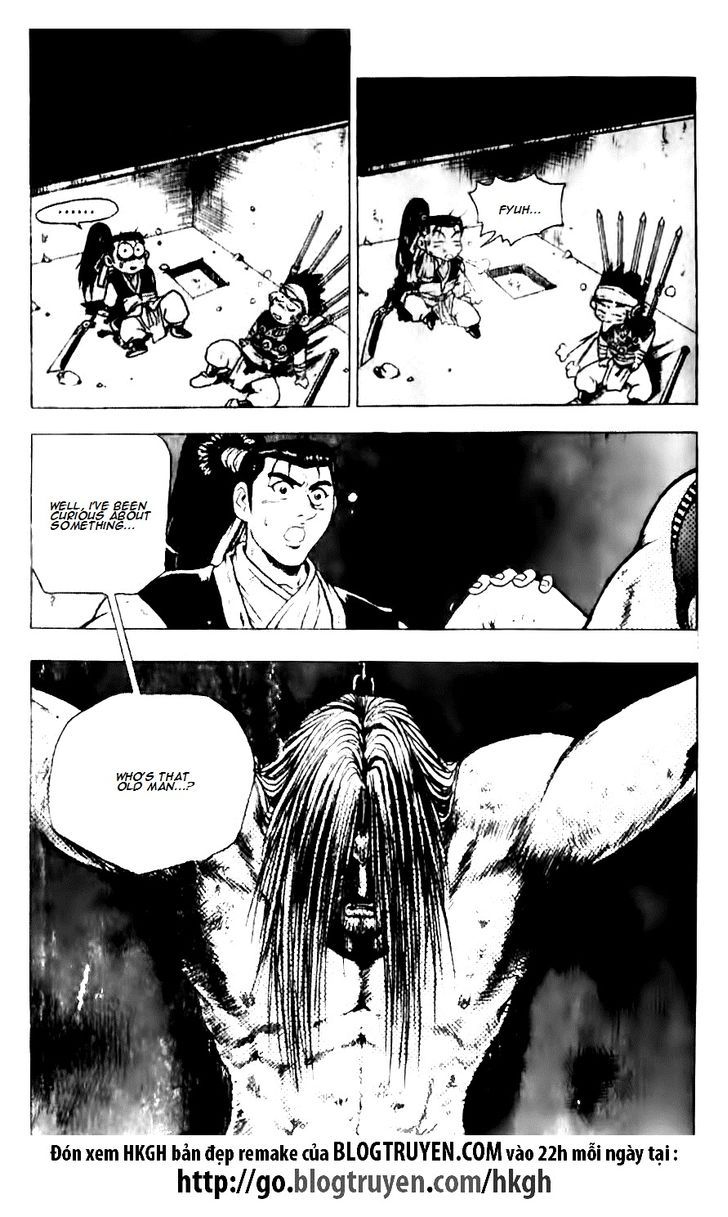 ......
FYUH...
WELL, I'VE BEEN
CURIOUS ABOUT
SOMETHING...
WHO'S THAT
OLD MAN...?
Đón xem HKGH bản đẹp remake của BLOGTRUYEN.COM vào 22h mỗi ngày tại :
http://go.blogtruyen.com/hkgh